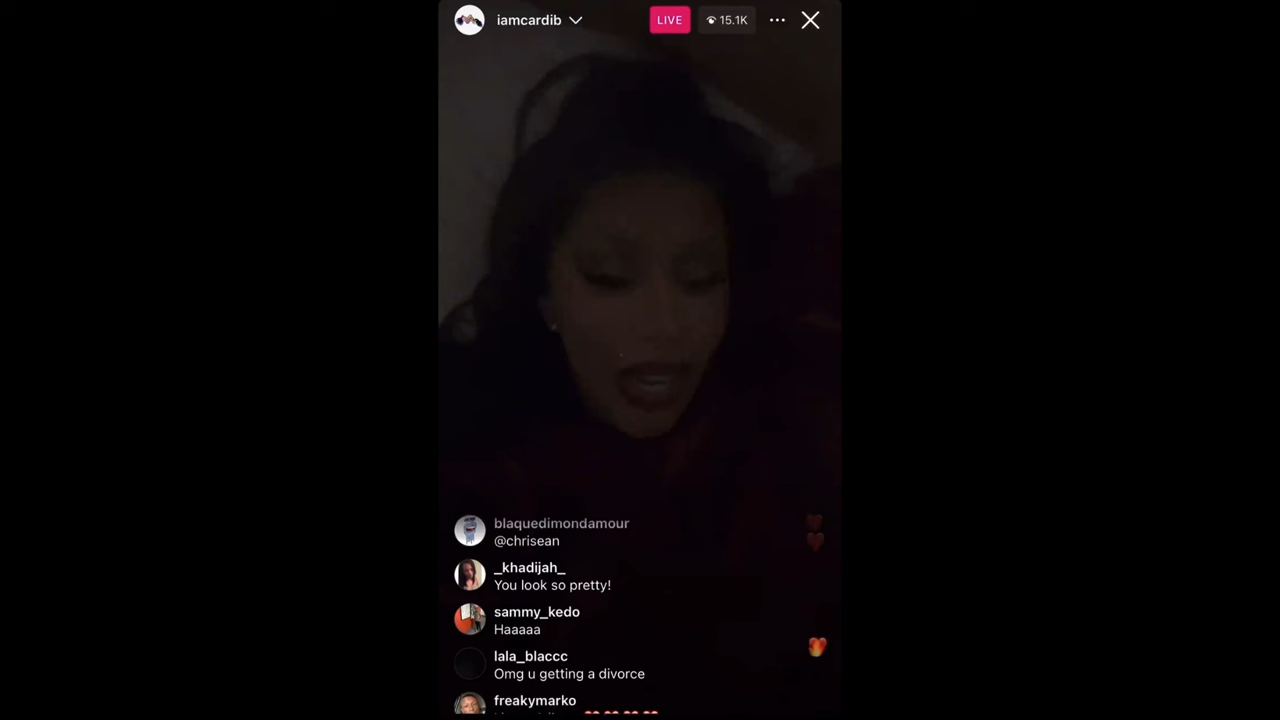 iamcardib
LIVE
15.1K
blaquedimondamour
@chrisean
_khadijah_
You look so pretty!
sammy_kedo
Haaaaa
lala_blaccc
Omg u getting a divorce
freakymarko